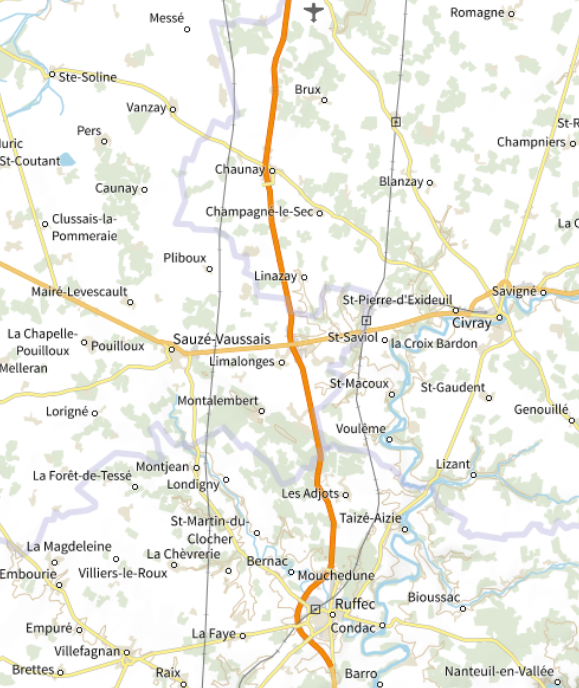 Messé
Romagne
Ste-Soline
Brux
Vanzay
Pers
St-R
Champniers
St-Coutant
Chaunay
Blanzay
Caunay
Champagné-le-Sec
Clussais-la-
Pommeraie
La C
Pliboux
Linazay
Mairé-Levescault
St-Pierre-d'Exideuil
Savigné
Civray
La Chapelle-
Pouilloux
Pouilloux
Sauzé-Vaussais
St-Saviol
la Croix Bardon
Melleran
Limalonges
St-Macoux
St-Gaudent
Montalembert
Lorigné
Genouillé
Voulême
Montjean
Lizant
La Forêt-de-Tessé
Londigny
Les Adjots
St-Martin-du-
Clocher
Taizé-Aizie
La Magdeleine
La Chèvrerie
Bernac
Embourie
Villiers-le-Roux
Mouchedune
Ruffec
Bioussac
Empuré
La Faye
Condac
Villefagnan
Brettes
Raix
Barro
Nanteuil-en-Vallée